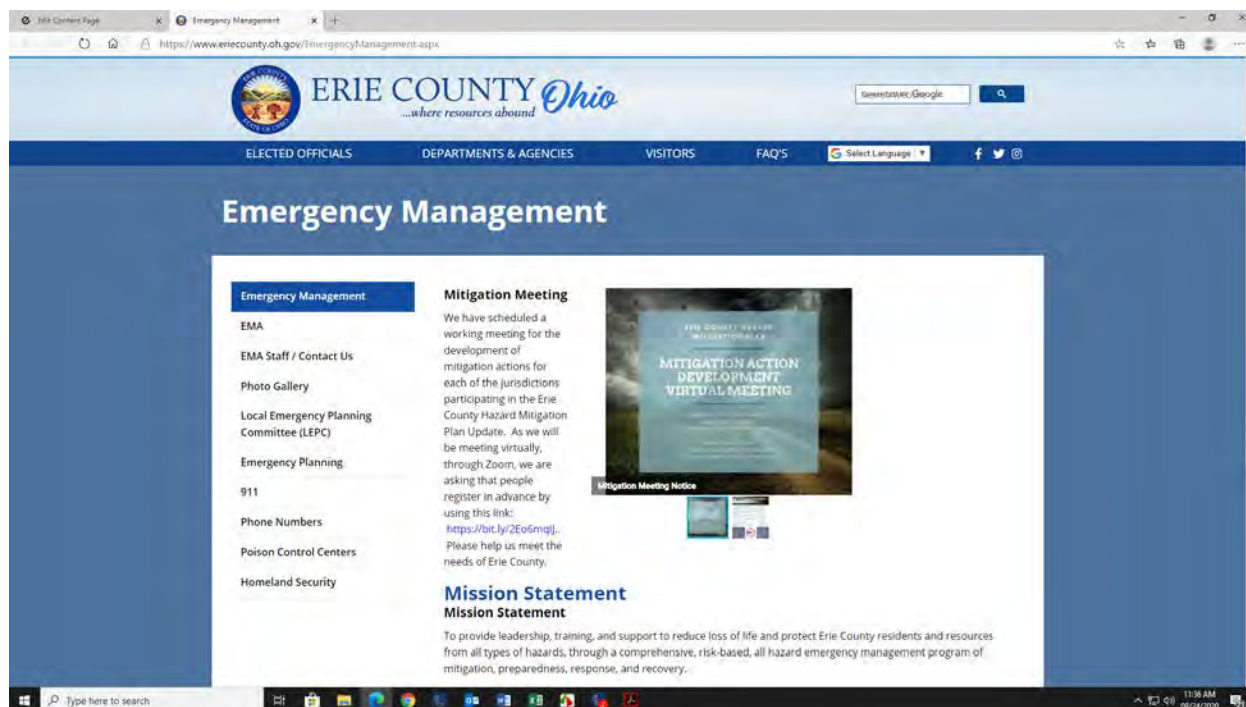 Edit Content Page
Emergency Management
https://www.eriecounty.oh.gov/EmergencyManagement.aspx
ERIE COUNTY Ohio
...where resources abound
ELECTED OFFICIALS
DEPARTMENTS & AGENCIES
VISITORS
FAQ'S
Select Language
Emergency Management
Emergency Management
EMA
EMA Staff / Contact Us
Photo Gallery
Local Emergency Planning
Committee (LEPC)
Emergency Planning
911
Phone Numbers
Poison Control Centers
Homeland Security
Mitigation Meeting
We have scheduled a
working meeting for the
development of
mitigation actions for
each of the jurisdictions
participating in the Erie
County Hazard Mitigation
Plan Update. As we will
be meeting virtually,
through Zoom, we are
asking that people
register in advance by
using this link:
Please help us meet the
needs of Erie County.
ERIE COUNTY HAZARD
MITIGATION PLAN
MITIGATION ACTION
DEVELOPMENT
VIRTUAL MEETING
Mitigation Meeting Notice
Mission Statement
Mission Statement
To provide leadership, training, and support to reduce loss of life and protect Erie County residents and resources
from all types of hazards, through a comprehensive, risk-based, all hazard emergency management program of
mitigation, preparedness, response, and recovery.
Type here to search
11:36 AM
08/24/2020